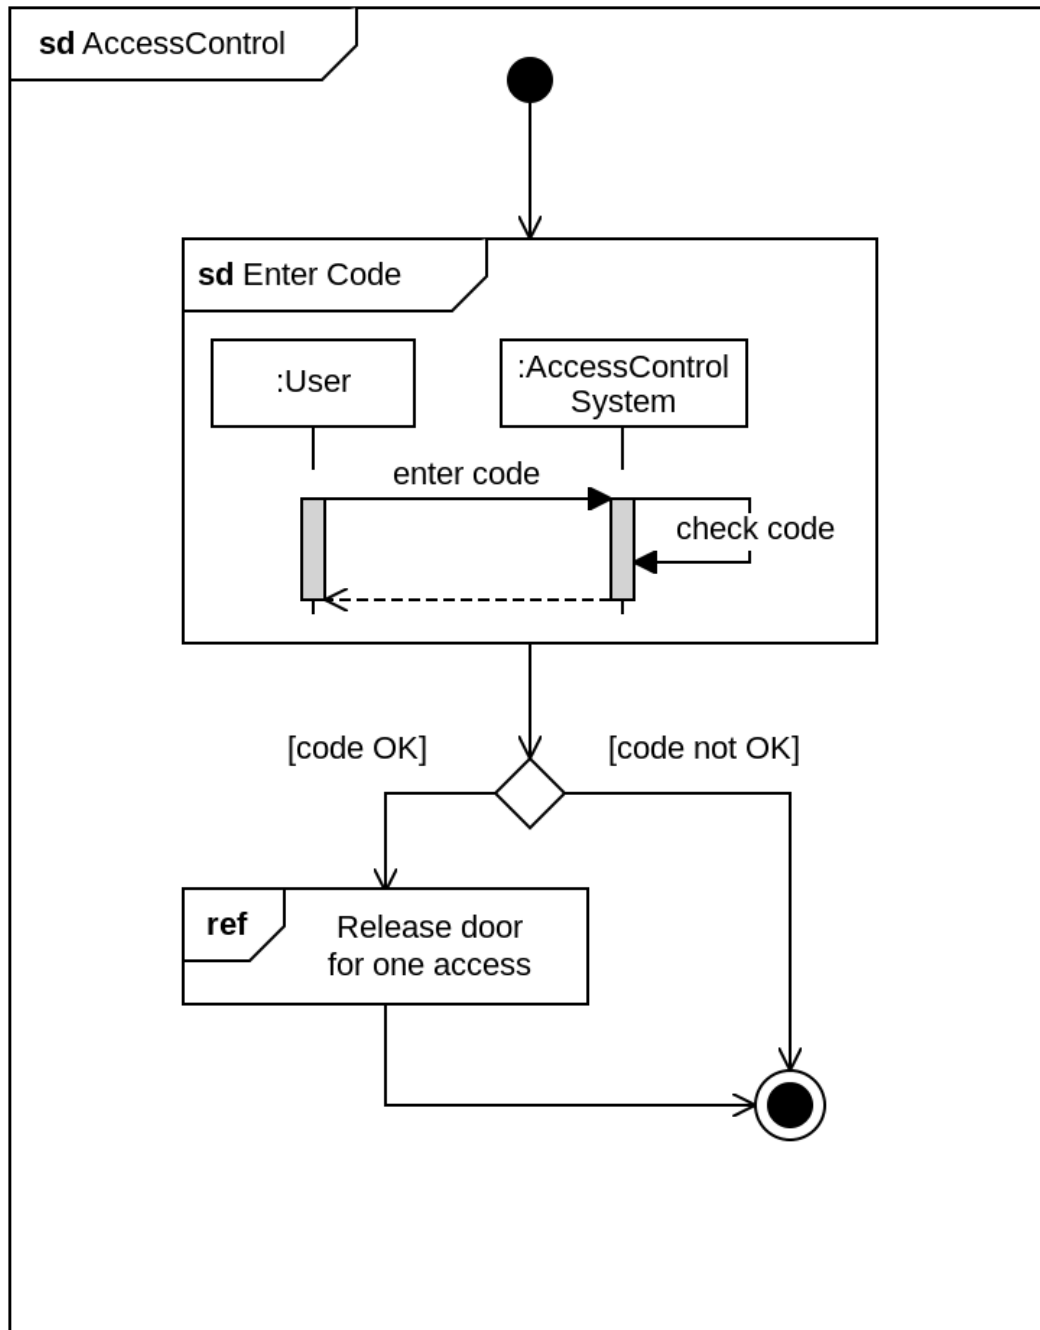 sd AccessControl
sd Enter Code
:User
:AccessControl
System
enter code
check code
[code OK]
[code not OK]
ref
Release door
for one access